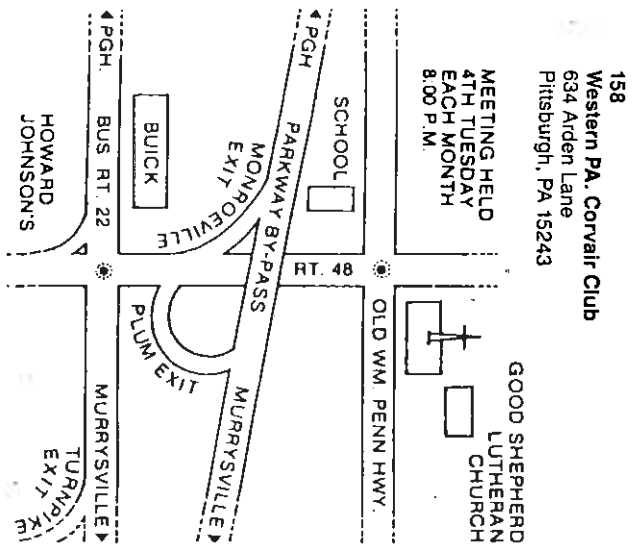 158
Western PA. Corvair Club
634 Arden Lane
Pittsburgh, PA 15243
MEETING HELD
4TH TUESDAY
EACH MONTH
8:00 P.M.
GOOD SHEPHERD
LUTHERAN
CHURCH
SCHOOL
RT. 48
OLD WM. PENN HWY.
◄ PGH.
PARKWAY BY-PASS
MURRYSVILLE ►
MONROEVILLE
EXIT
PLUM EXIT
BUICK
◄ PGH.
BUS. RT. 22
MURRYSVILLE ►
HOWARD
JOHNSON'S
TURNPIKE
EXIT